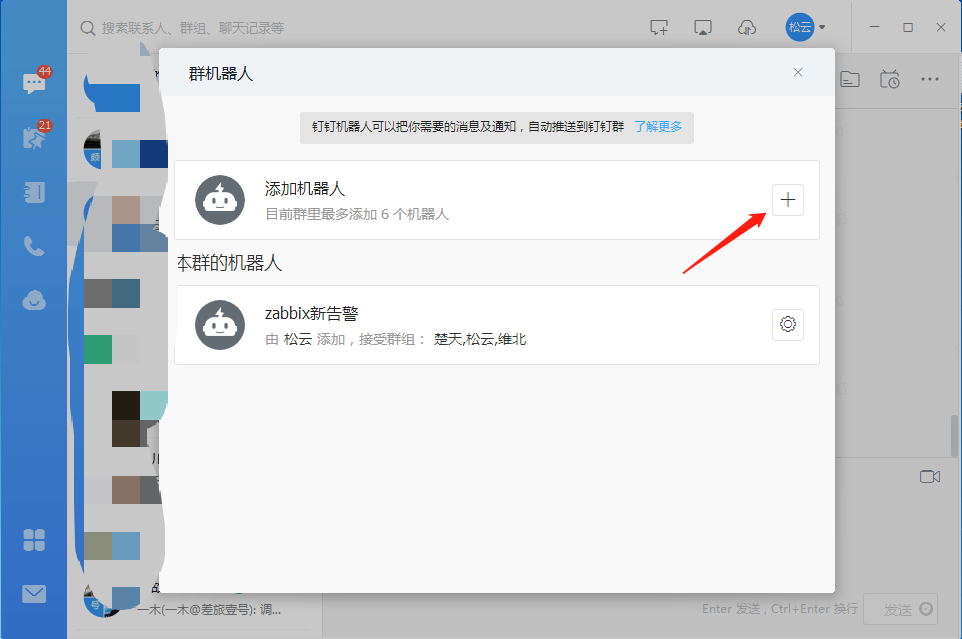 搜索联系人、群组、聊天记录等
松云
44
21
群机器人
钉钉机器人可以把你需要的消息及通知，自动推送到钉钉群 了解更多
添加机器人
目前群里最多添加 6 个机器人
本群的机器人
zabbix新告警
由 松云 添加，接受群组： 楚天,松云,维北
一木(一木@差旅壹号): 调...
Enter 发送 , Ctrl+Enter 换行
发送